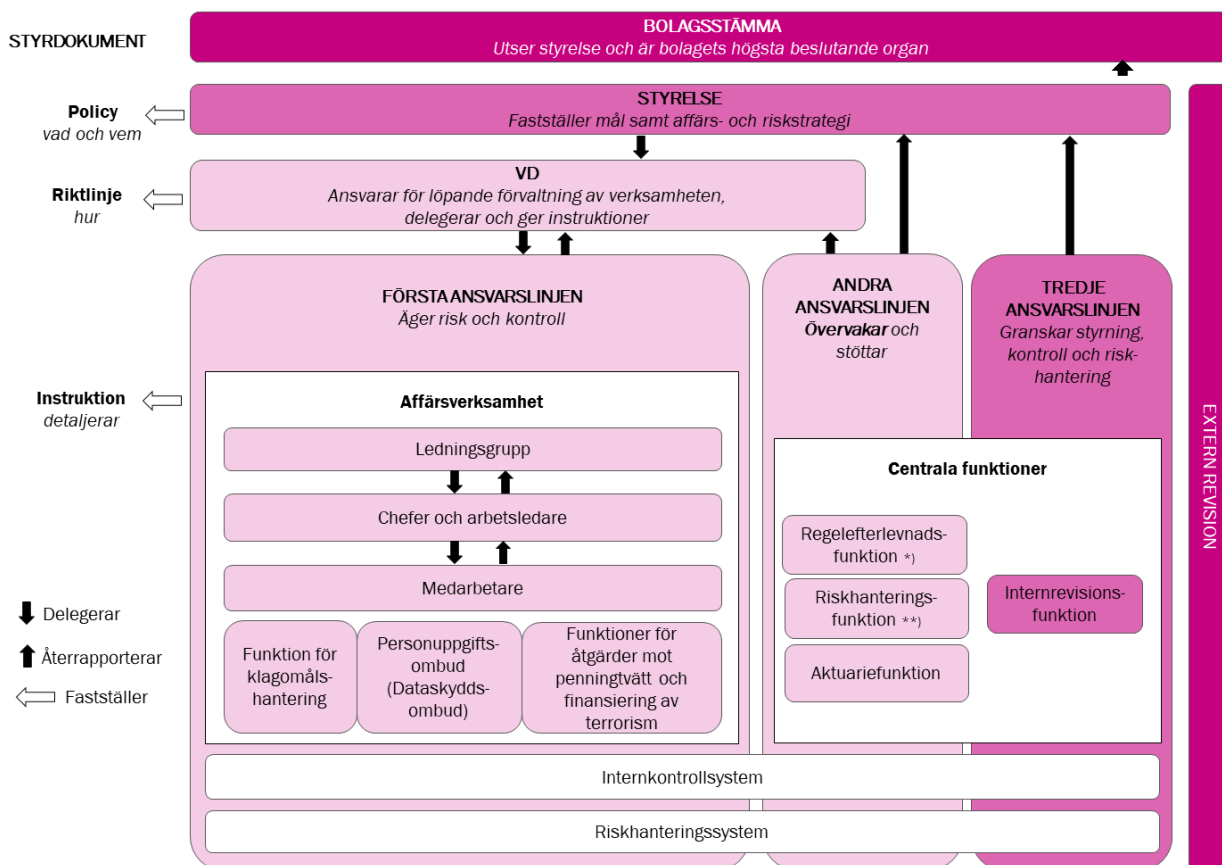 STYRDOKUMENT
BOLAGSSTÄMMA
Utser styrelse och är bolagets högsta beslutande organ
Policy
vad och vem
STYRELSE
Fastställer mål samt affärs- och riskstrategi
Riktlinje
hur
VD
Ansvarar för löpande förvaltning av verksamheten,
delegerar och ger instruktioner
FÖRSTA ANSVARSLINJEN
Äger risk och kontroll
ANDRA
ANSVARSLINJEN
Övervakar och
stöttar
TREDJE
ANSVARSLINJEN
Granskar styrning,
kontroll och risk-
hantering
Instruktion
detaljerar
Affärsverksamhet
Ledningsgrupp
Chefer och arbetsledare
Medarbetare
Funktion för
klagomåls-
hantering
Personuppgifts-
ombud
(Dataskydds-
ombud)
Funktioner för
åtgärder mot
penningtvätt och
finansiering av
terrorism
Centrala funktioner
Regelefterlevnads-
funktion *)
Riskhanterings-
funktion **)
Aktuariefunktion
Internrevisions-
funktion
EXTERN REVISION
Delegerar
Återrapporterar
Fastställer
Internkontrollsystem
Riskhanteringssystem